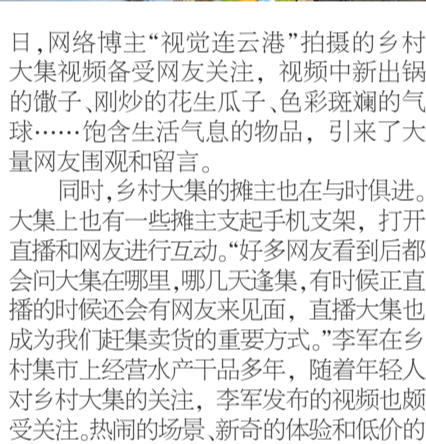 日，网络博主“视觉连云港”拍摄的乡村
大集视频备受网友关注，视频中新出锅
的馓子、刚炒的花生瓜子、色彩斑斓的气
球……饱含生活气息的物品，引来了大
量网友围观和留言。
同时，乡村大集的摊主也在与时俱进。
大集上也有一些摊主支起手机支架，打开
直播和网友进行互动。“好多网友看到后都
会问大集在哪里，哪几天逢集，有时候正直
播的时候还会有网友来见面，直播大集也
成为我们赶集卖货的重要方式。”李军在乡
村集市上经营水产干品多年，随着年轻人
对乡村大集的关注，李军发布的视频也颇
受关注。热闹的场景、新奇的体验和低价的